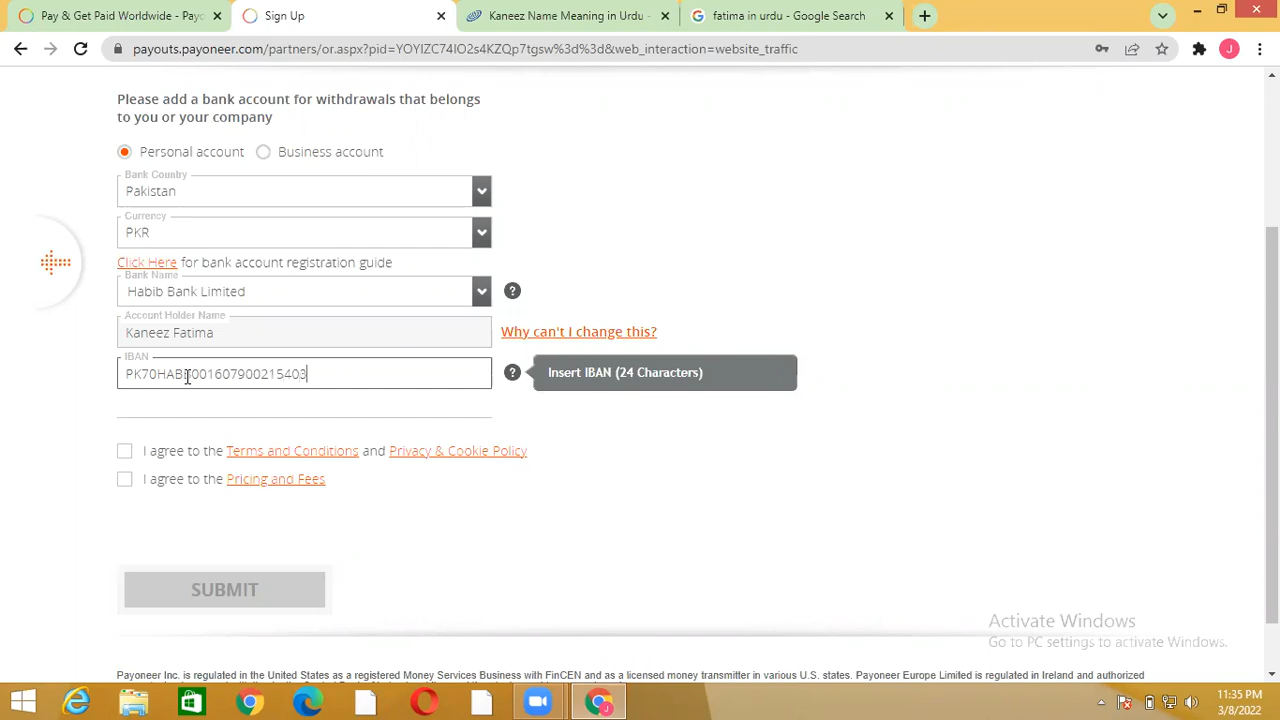 Pay & Get Paid Worldwide - Payo
Sign Up
Kaneez Name Meaning in Urdu -
fatima in urdu - Google Search
payouts.payoneer.com/partners/or.aspx?pid=YOYIZC74IO2s4KZQp7tgsw%3d%3d&web_interaction=website_traffic
J
Please add a bank account for withdrawals that belongs
to you or your company
Personal account
Business account
Bank Country
Pakistan
Currency
PKR
Click Here for bank account registration guide
Bank Name
Habib Bank Limited
?
Account Holder Name
Kaneez Fatima
Why can't i change this?
IBAN
?
Insert IBAN (24 Characters)
I agree to the Terms and Conditions and Privacy & Cookie Policy
I agree to the Pricing and Fees
SUBMIT
Activate Windows
Go to PC settings to activate Windows.
Payoneer Inc. is regulated in the United States as a registered Money Services Business with FinCEN and as a licensed money transmitter in various U.S. states. Payoneer Europe Limited is regulated in Ireland and authorized
11:35 PM
3/8/2022